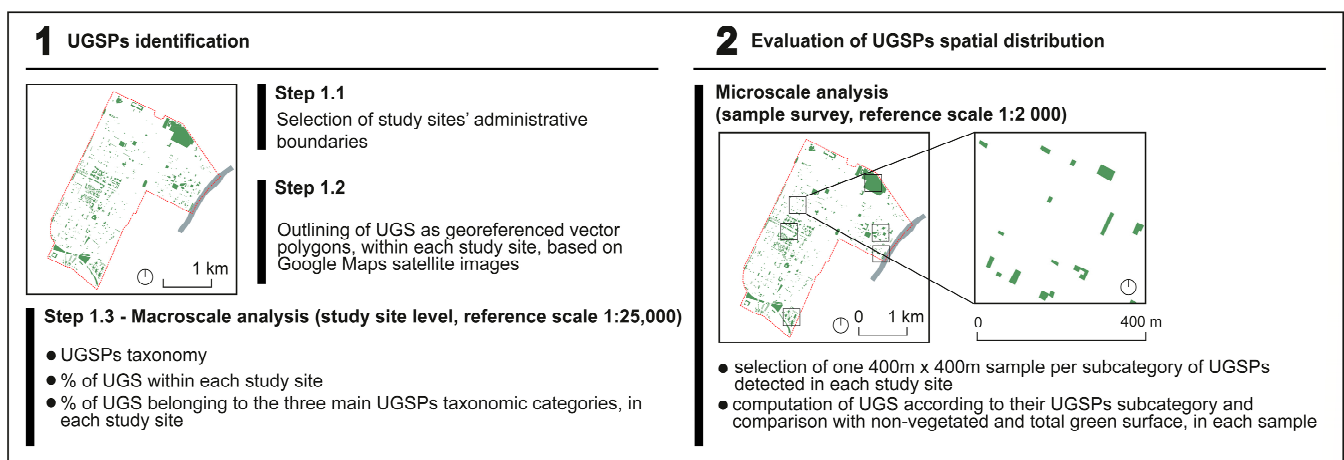 1 UGSPs identification
Step 1.1
Selection of study sites' administrative
boundaries
Step 1.2
Outlining of UGS as georeferenced vector
polygons, within each study site, based on
Google Maps satellite images
1 km
Step 1.3 - Macroscale analysis (study site level, reference scale 1:25,000)
● UGSPs taxonomy
● % of UGS within each study site
● % of UGS belonging to the three main UGSPs taxonomic categories, in
each study site
2 Evaluation of UGSPs spatial distribution
Microscale analysis
(sample survey, reference scale 1:2 000)
0 1 km
0 400 m
● selection of one 400m x 400m sample per subcategory of UGSPs
detected in each study site
● computation of UGS according to their UGSPs subcategory and
comparison with non-vegetated and total green surface, in each sample